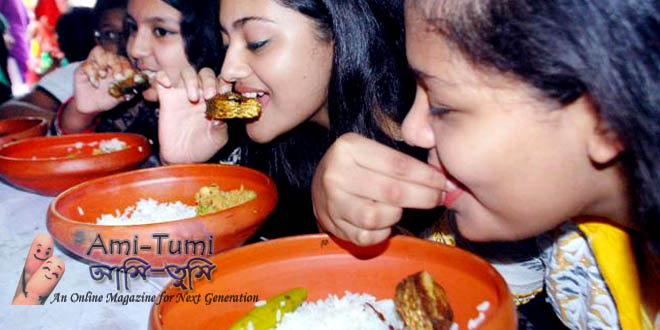 Ami-Tumi
আমি-তুমি
An Online Magazine for Next Generation